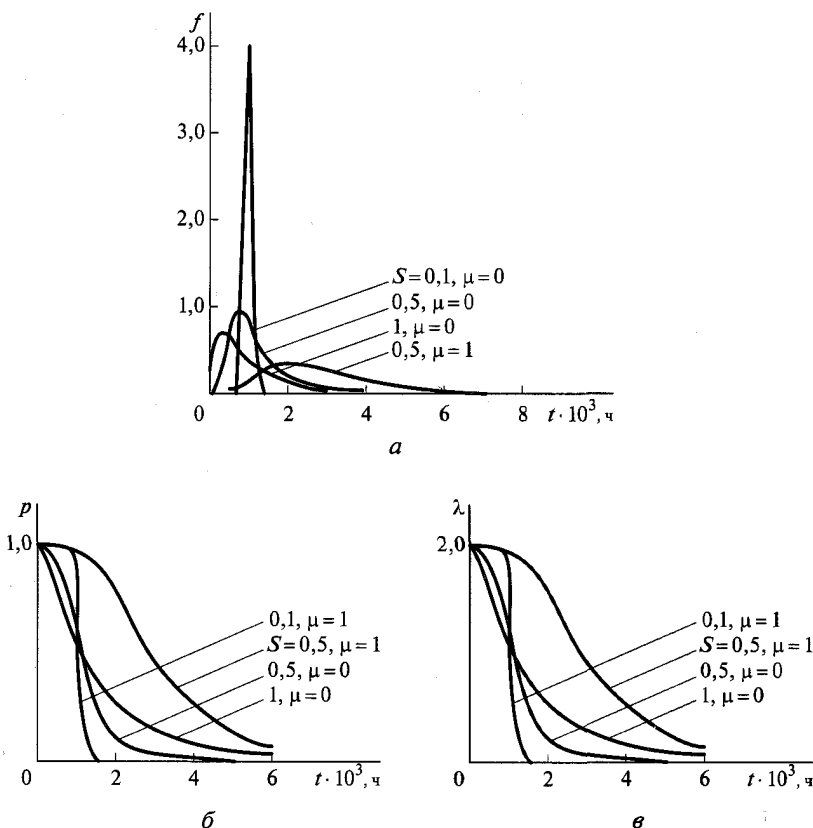 f
4,0
3,0
2,0
1,0
S=0,1, μ=0
0,5, μ=0
1, μ=0
0,5, μ=1
0 2 4 6 8 t · 10³, ч
а
p
1,0
0,1, μ=1
S=0,5, μ=1
0,5, μ=0
1, μ=0
0 2 4 6 t · 10³, ч
б
λ
2,0
0,1, μ=1
S=0,5, μ=1
0,5, μ=0
1, μ=0
0 2 4 6 t · 10³, ч
в